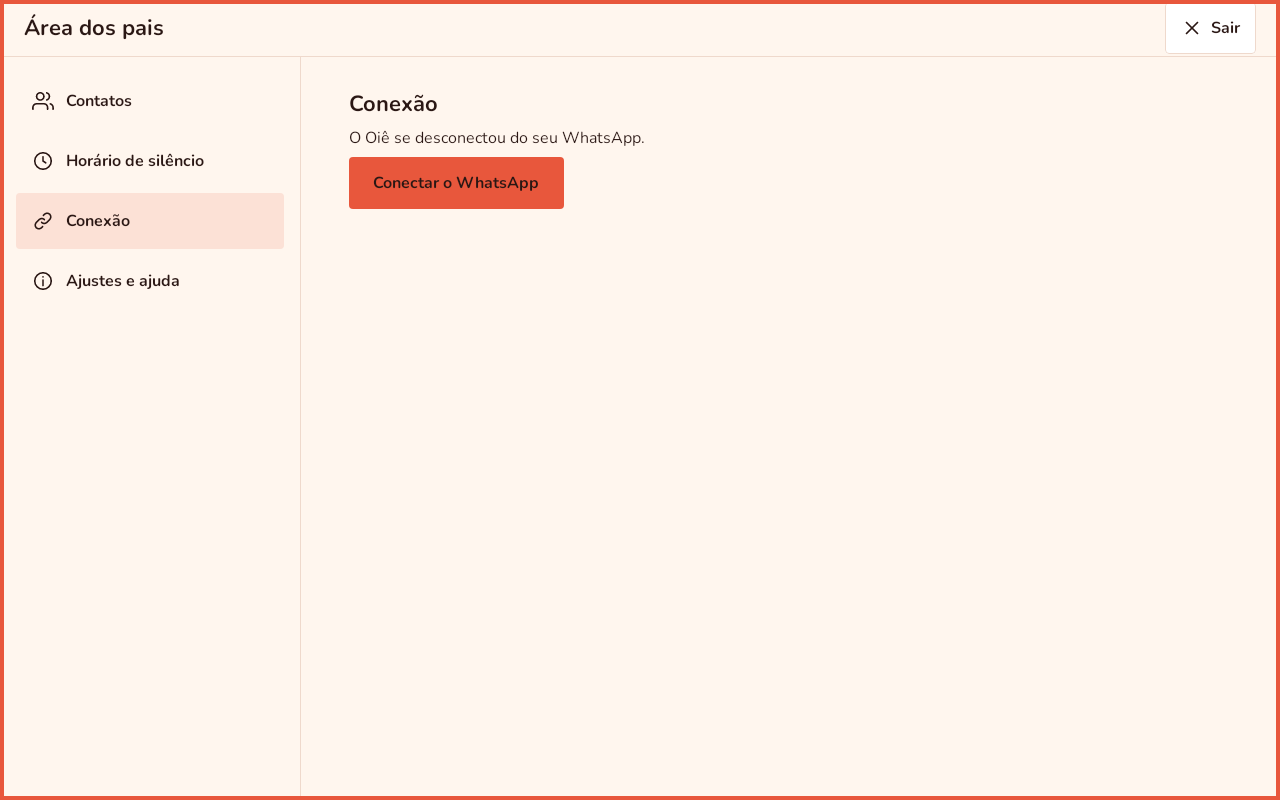 Área dos pais
Sair
Contatos
Horário de silêncio
Conexão
Ajustes e ajuda
Conexão
O Oiê se desconectou do seu WhatsApp.
Conectar o WhatsApp